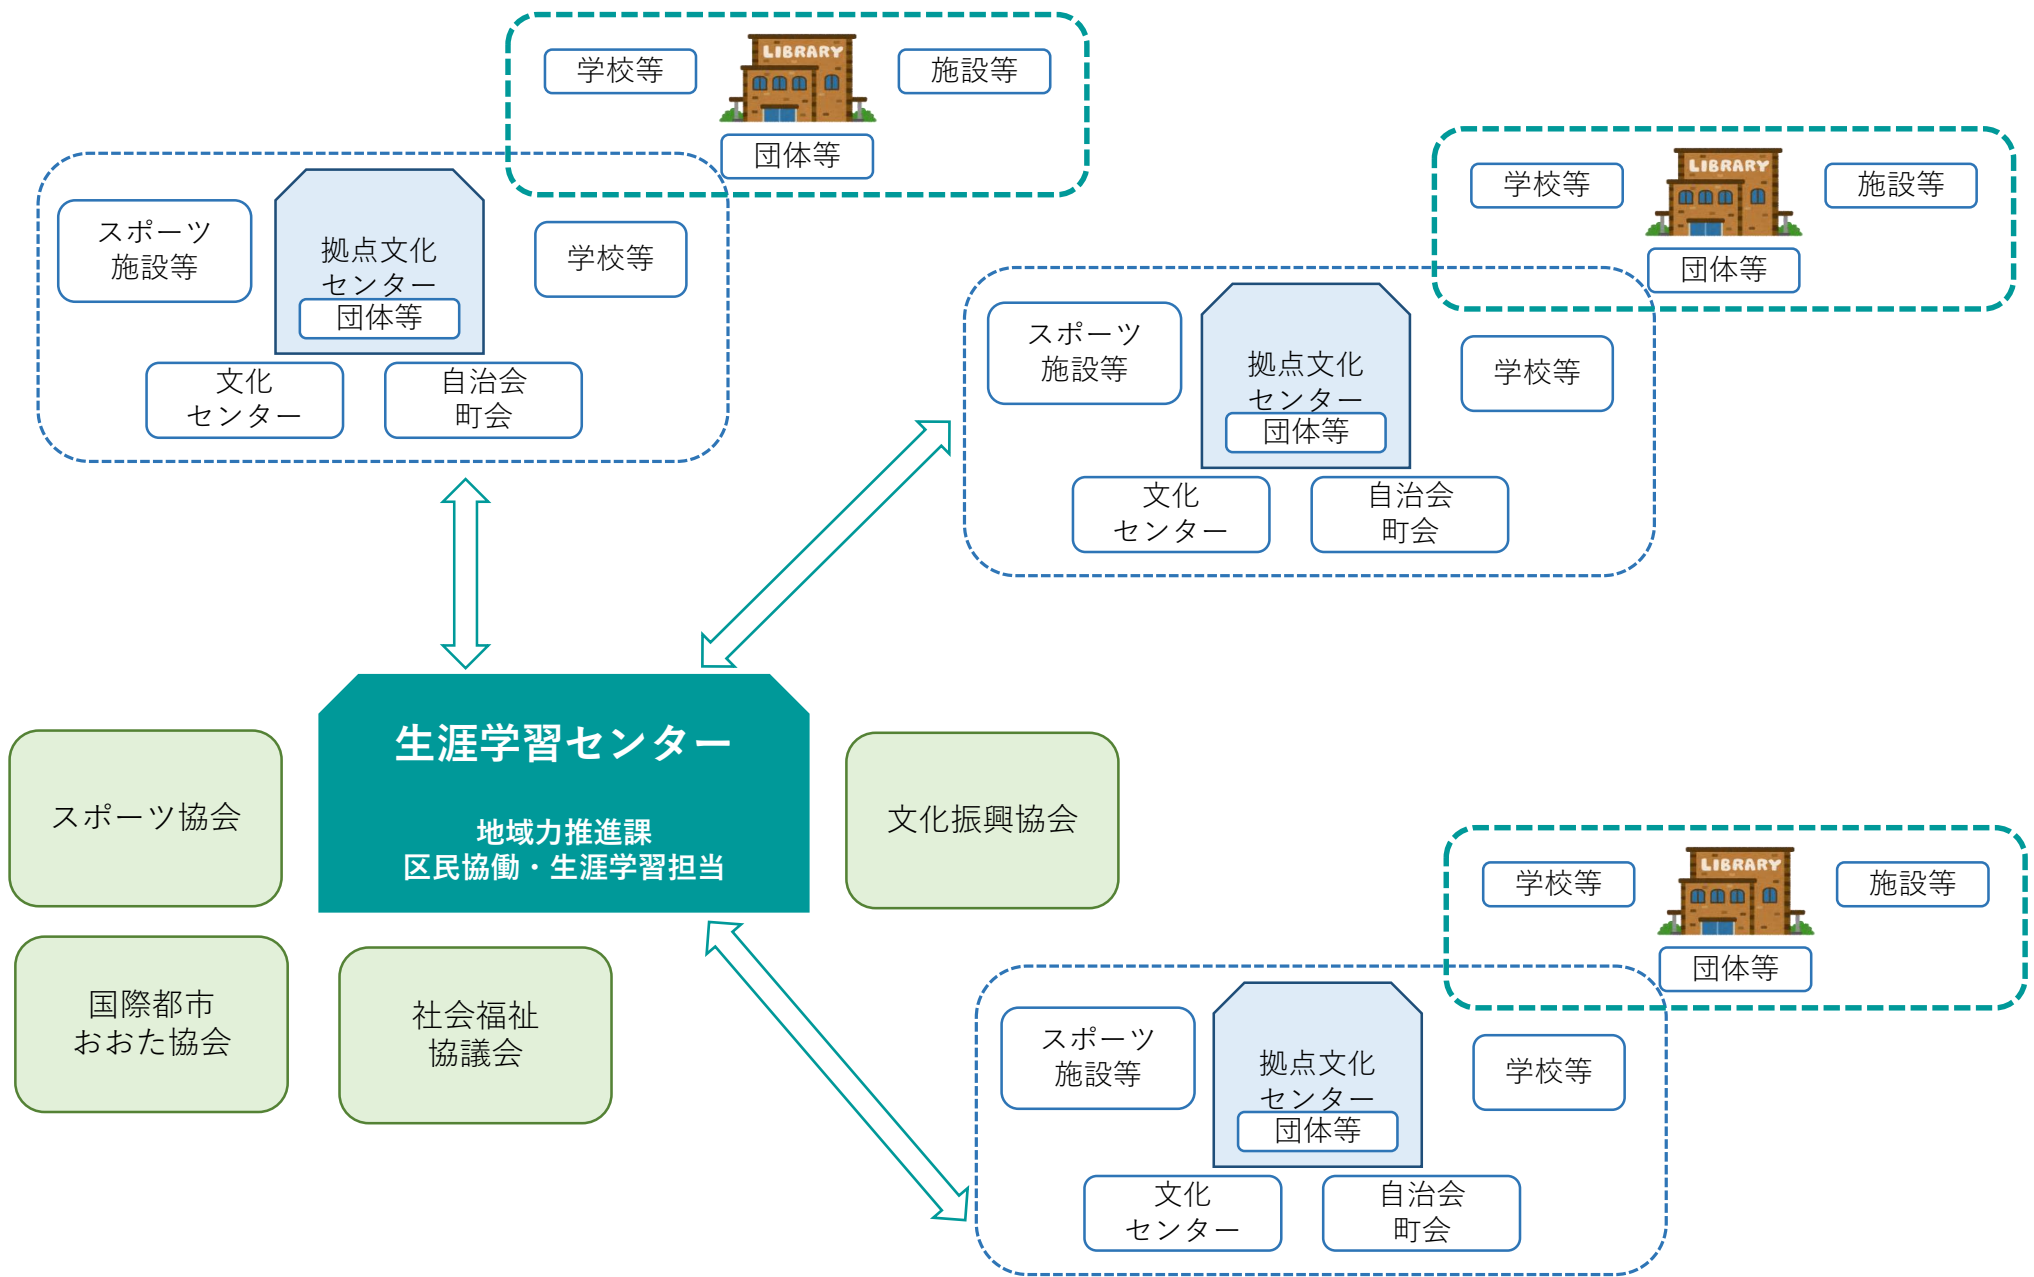 学校等
LIBRARY
施設等
団体等
スポーツ
施設等
拠点文化
センター
団体等
学校等
文化
センター
自治会
町会
学校等
LIBRARY
施設等
団体等
スポーツ
施設等
拠点文化
センター
団体等
学校等
文化
センター
自治会
町会
生涯学習センター
地域力推進課
区民協働・生涯学習担当
スポーツ協会
文化振興協会
国際都市
おおた協会
社会福祉
協議会
学校等
LIBRARY
施設等
団体等
スポーツ
施設等
拠点文化
センター
団体等
学校等
文化
センター
自治会
町会